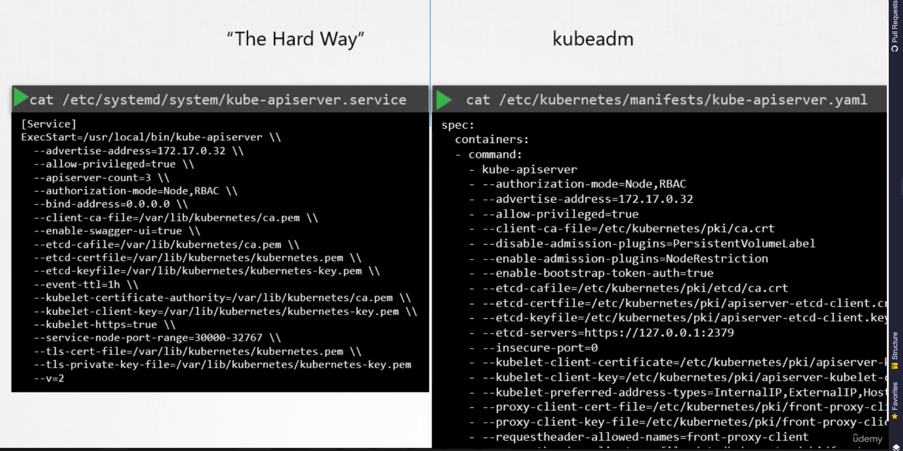 “The Hard Way”
cat /etc/systemd/system/kube-apiserver.service
[Service]
ExecStart=/usr/local/bin/kube-apiserver \\
--advertise-address=172.17.0.32 \\
--allow-privileged=true \\
--apiserver-count=3 \\
--authorization-mode=Node,RBAC \\
--bind-address=0.0.0.0 \\
--client-ca-file=/var/lib/kubernetes/ca.pem \\
--enable-swagger-ui=true \\
--etcd-cafile=/var/lib/kubernetes/ca.pem \\
--etcd-certfile=/var/lib/kubernetes/kubernetes.pem \\
--etcd-keyfile=/var/lib/kubernetes/kubernetes-key.pem \\
--event-ttl=1h \\
--kubelet-certificate-authority=/var/lib/kubernetes/ca.pem \\
--kubelet-client-key=/var/lib/kubernetes/kubernetes-key.pem \\
--kubelet-https=true \\
--service-node-port-range=30000-32767 \\
--tls-cert-file=/var/lib/kubernetes/kubernetes.pem \\
--tls-private-key-file=/var/lib/kubernetes/kubernetes-key.pem
--v=2
kubeadm
cat /etc/kubernetes/manifests/kube-apiserver.yaml
spec:
containers:
- command:
- kube-apiserver
- --authorization-mode=Node,RBAC
- --advertise-address=172.17.0.32
- --allow-privileged=true
- --client-ca-file=/etc/kubernetes/pki/ca.crt
- --disable-admission-plugins=PersistentVolumeLabel
- --enable-admission-plugins=NodeRestriction
- --enable-bootstrap-token-auth=true
- --etcd-cafile=/etc/kubernetes/pki/etcd/ca.crt
- --etcd-certfile=/etc/kubernetes/pki/apiserver-etcd-client.cr
- --etcd-keyfile=/etc/kubernetes/pki/apiserver-etcd-client.key
- --etcd-servers=https://127.0.0.1:2379
- --insecure-port=0
- --kubelet-client-certificate=/etc/kubernetes/pki/apiserver-
- --kubelet-client-key=/etc/kubernetes/pki/apiserver-kubelet-
- --kubelet-preferred-address-types=InternalIP,ExternalIP,Host
- --proxy-client-cert-file=/etc/kubernetes/pki/front-proxy-cli
- --proxy-client-key-file=/etc/kubernetes/pki/front-proxy-cli
- --requestheader-allowed-names=front-proxy-client
udemy
Pull Requests
Structure
Favorites